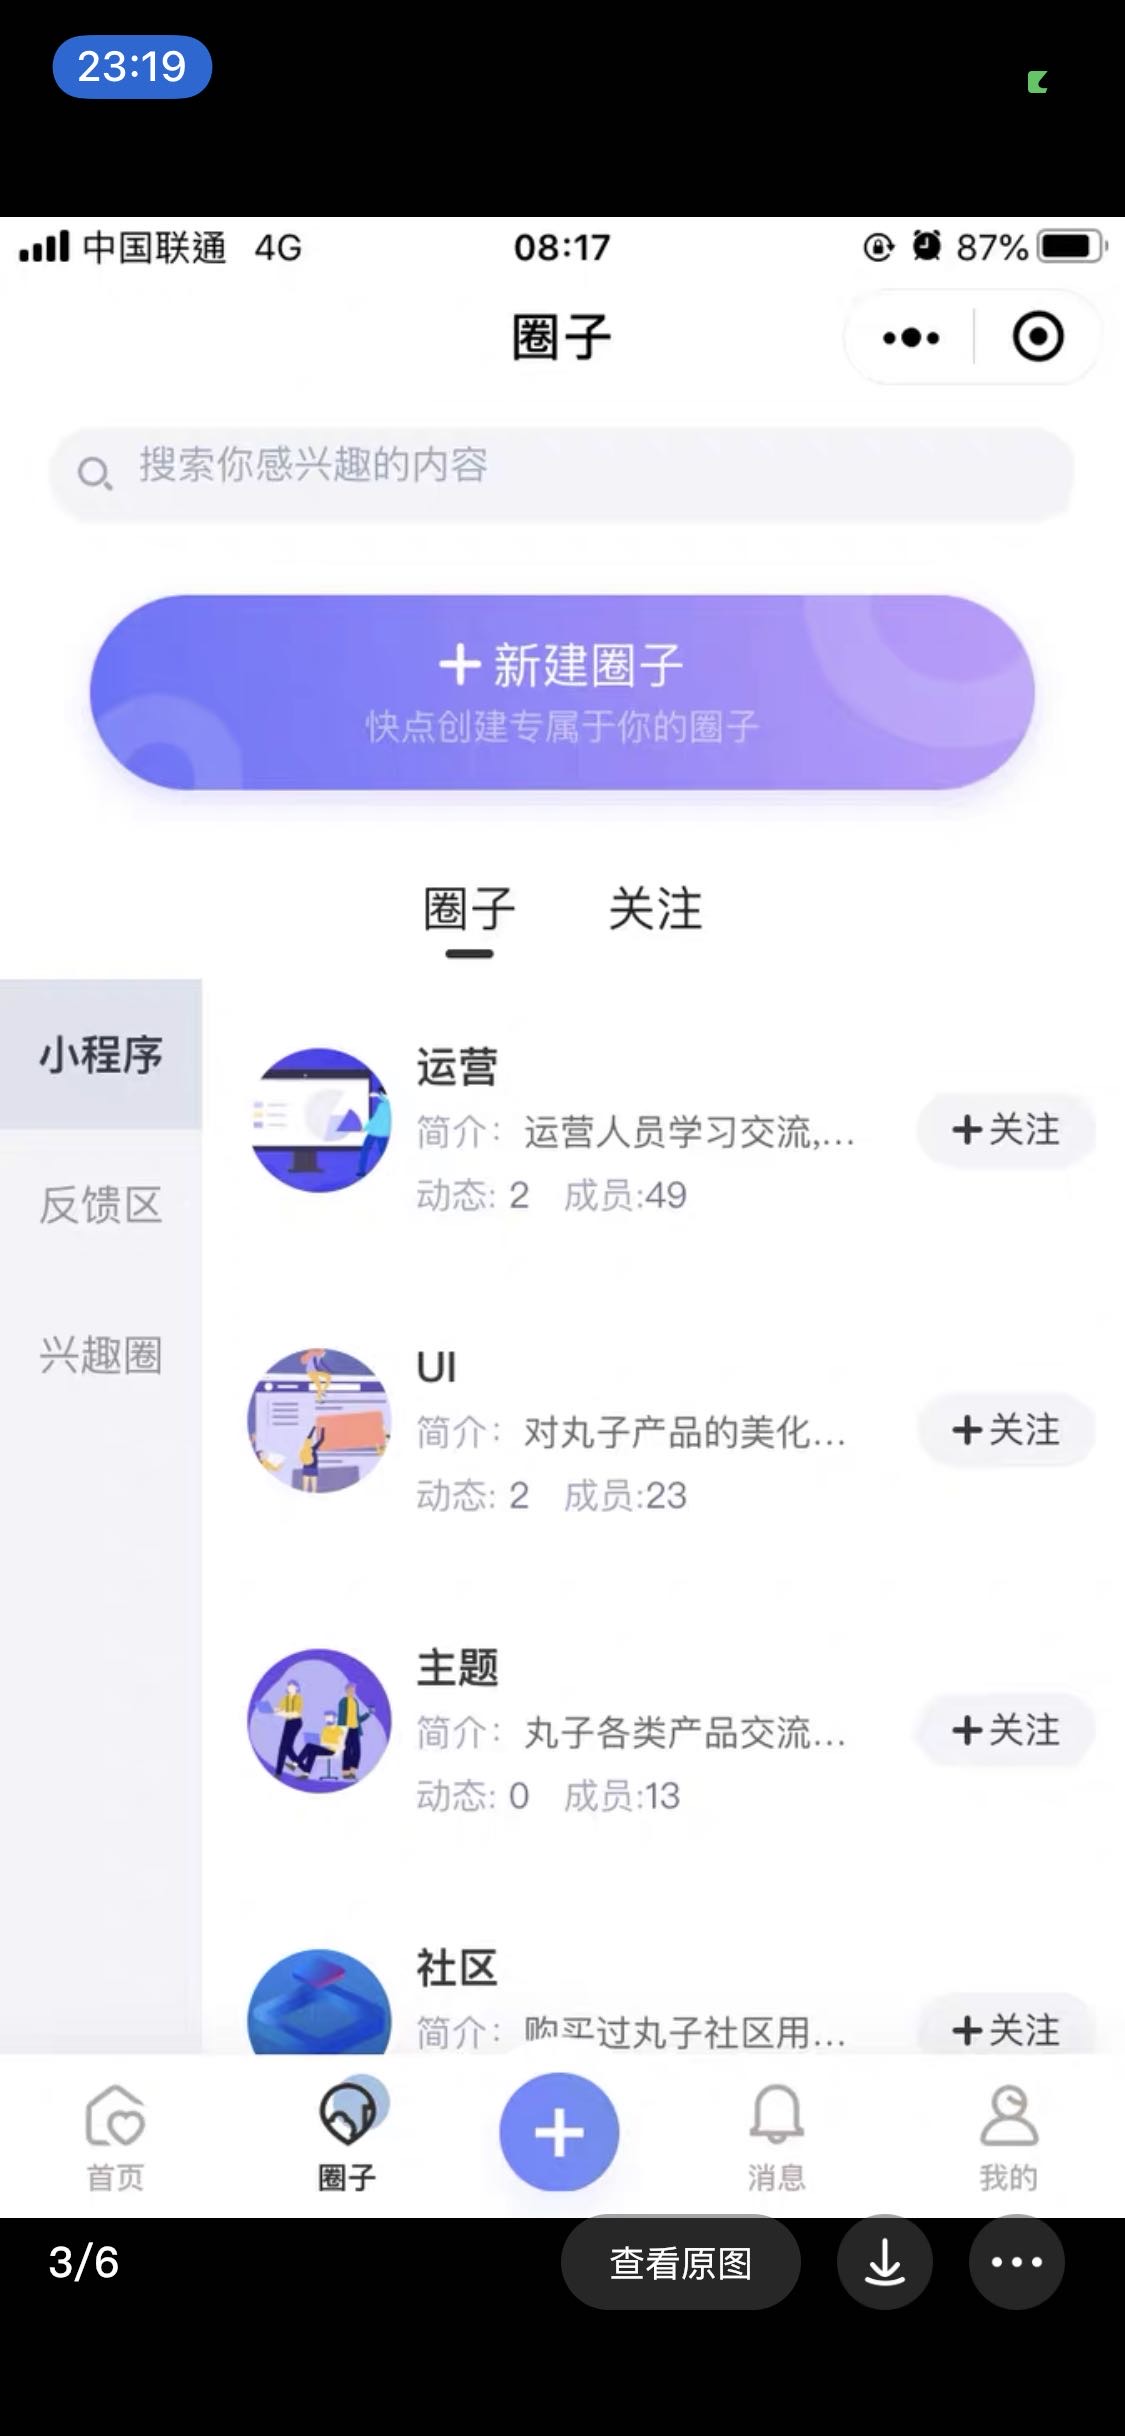 23:19
中国联通 4G 08:17 87%
圈子
搜索你感兴趣的内容
新建圈子
快点创建专属于你的圈子
圈子 关注
小程序
反馈区
兴趣圈
运营
简介: 运营人员学习交流,...
动态: 2 成员:49
+关注
UI
简介: 对丸子产品的美化...
动态: 2 成员:23
+关注
主题
简介: 丸子各类产品交流...
动态: 0 成员:13
+关注
社区
简介: 购买过丸子社区用...
+关注
首页 圈子 消息 我的
3/6 查看原图